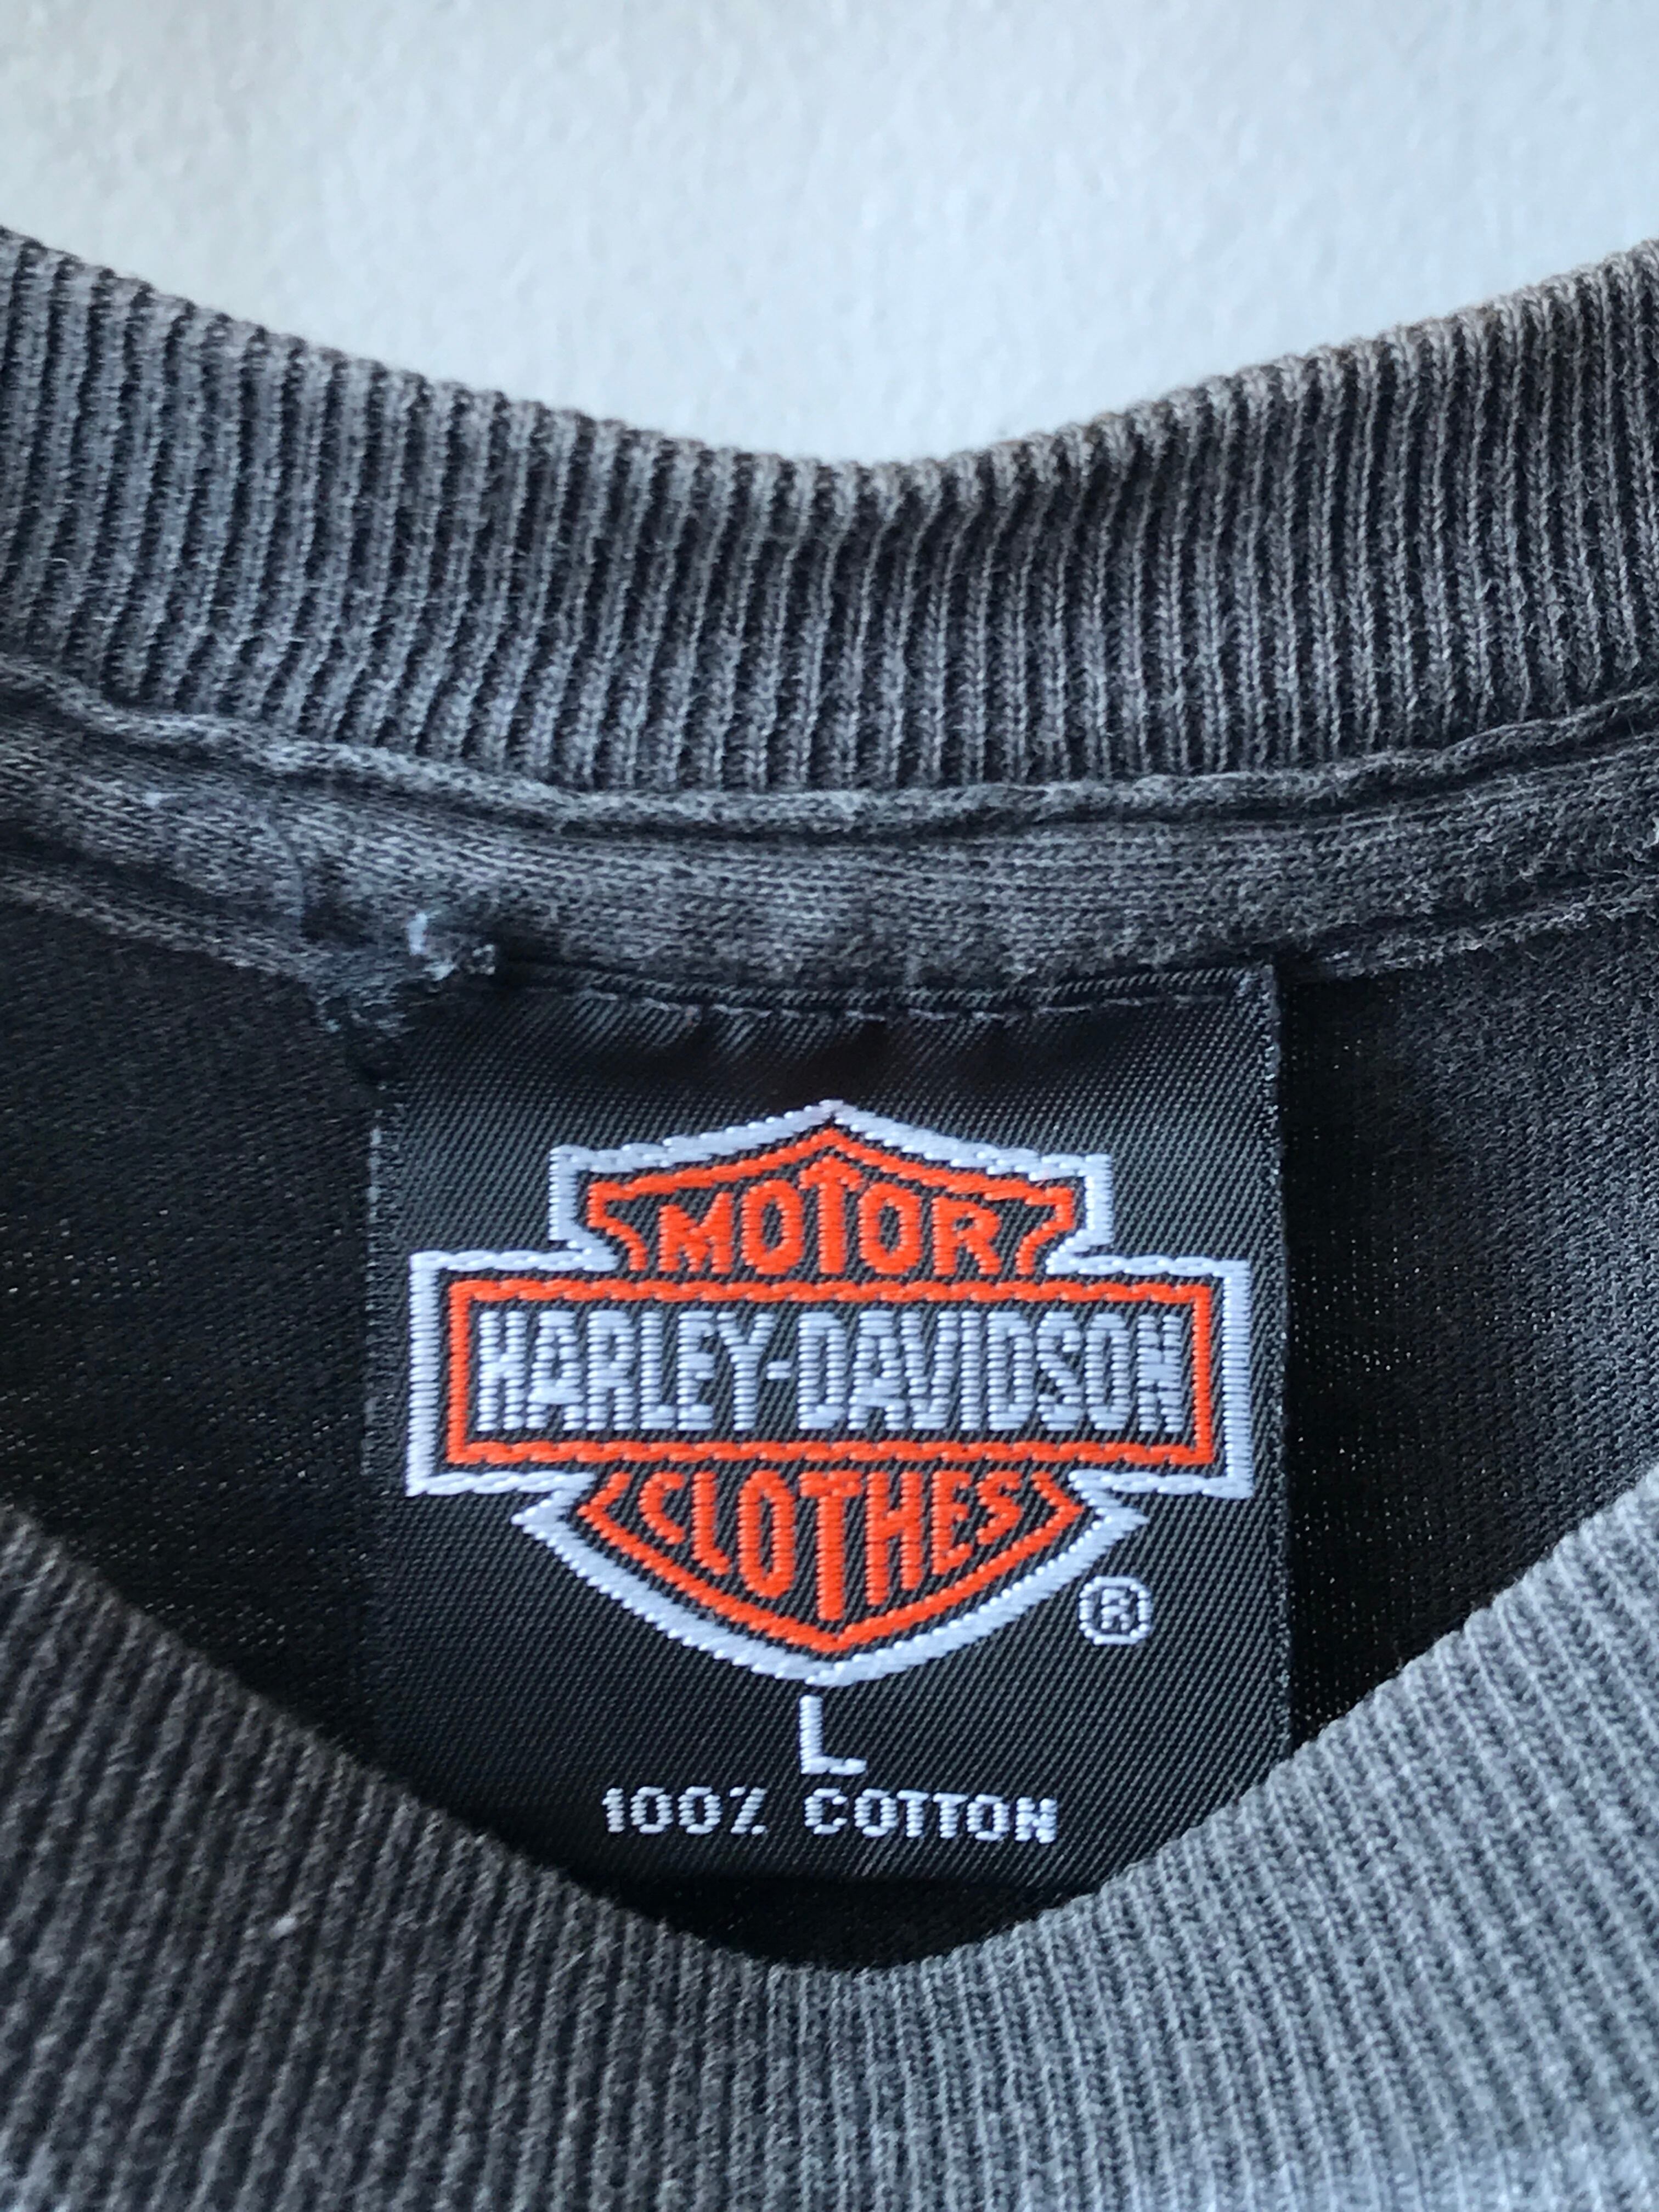 MOTOR
HARLEY-DAVIDSON
CLOTHES
®
L
100% COTTON